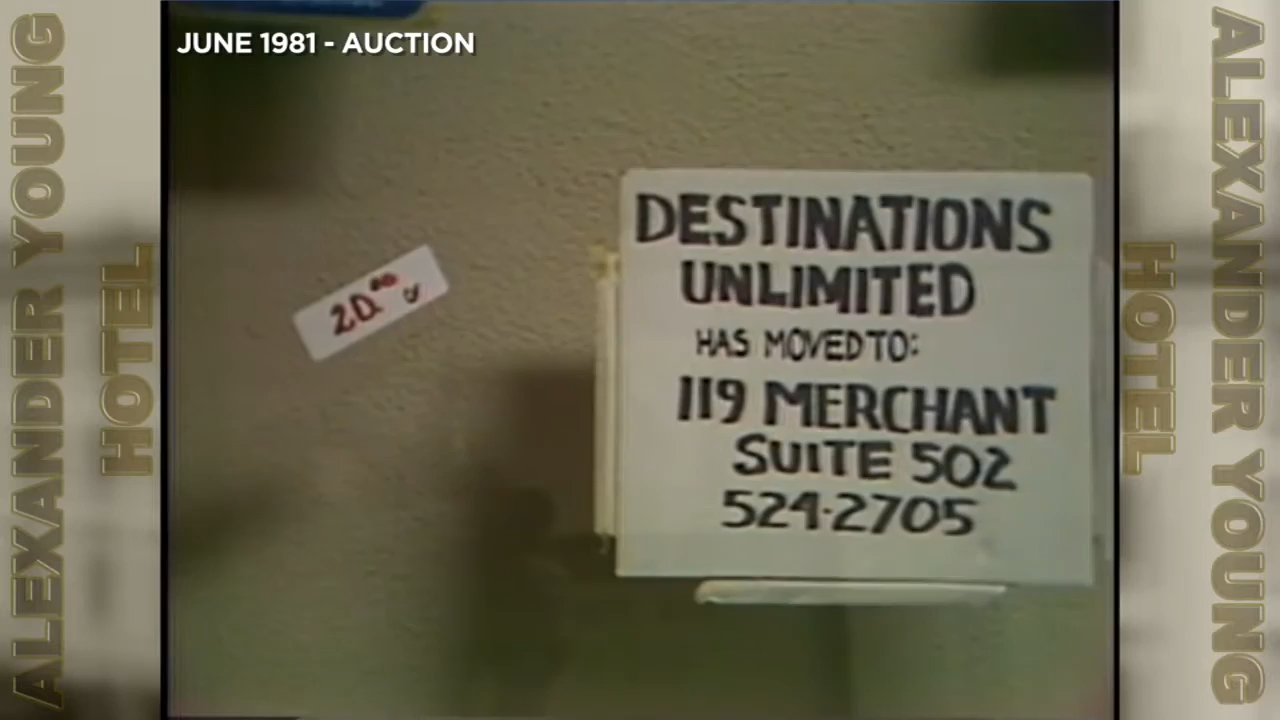 JUNE 1981 - AUCTION
ALEXANDER YOUNG
HOTEL
20.00
DESTINATIONS
UNLIMITED
HAS MOVED TO:
119 MERCHANT
SUITE 502
524-2705
ALEXANDER YOUNG
HOTEL